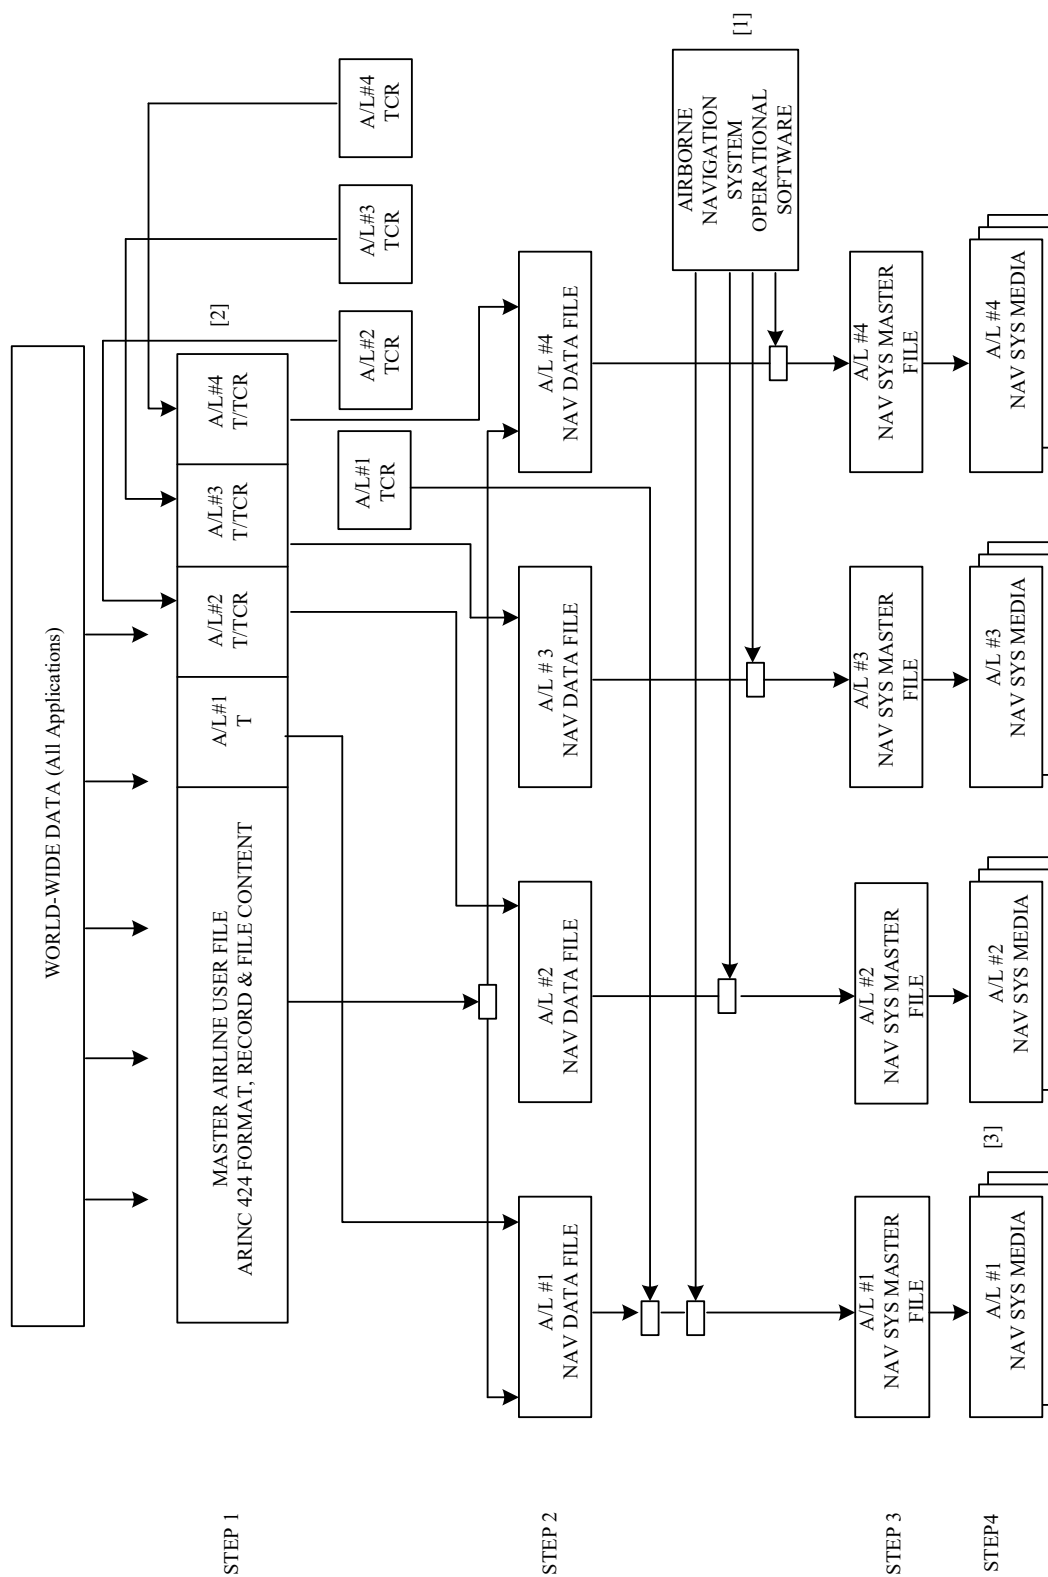 WORLD-WIDE DATA (All Applications)
STEP 1
MASTER AIRLINE USER FILE
ARINC 424 FORMAT, RECORD & FILE CONTENT
A/L#1
T
A/L#2
T/TCR
A/L#3
T/TCR
A/L#4
T/TCR
[2]
A/L#1
TCR
A/L#2
TCR
A/L#3
TCR
A/L#4
TCR
STEP 2
A/L #1
NAV DATA FILE
A/L #2
NAV DATA FILE
A/L # 3
NAV DATA FILE
A/L #4
NAV DATA FILE
AIRBORNE
NAVIGATION
SYSTEM
OPERATIONAL
SOFTWARE
[1]
STEP 3
A/L #1
NAV SYS MASTER
FILE
A/L #2
NAV SYS MASTER
FILE
A/L #3
NAV SYS MASTER
FILE
A/L #4
NAV SYS MASTER
FILE
STEP4
A/L #1
NAV SYS MEDIA
[3]
A/L #2
NAV SYS MEDIA
A/L #3
NAV SYS MEDIA
A/L #4
NAV SYS MEDIA